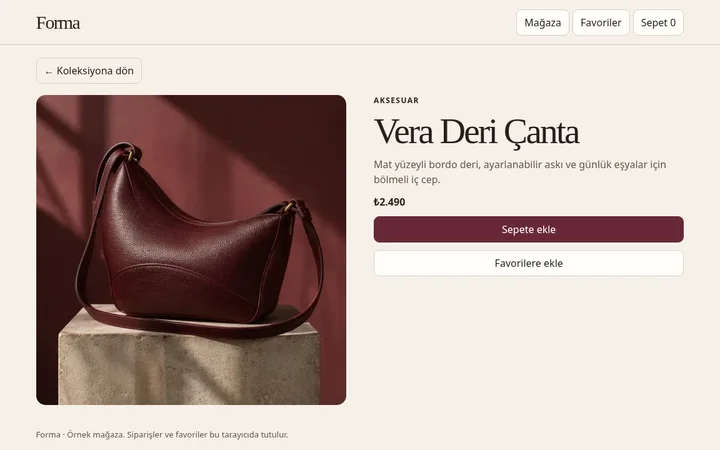 Forma
Mağaza
Favoriler
Sepet 0
← Koleksiyona dön
AKSESUAR
Vera Deri Çanta
Mat yüzeyli bordo deri, ayarlanabilir askı ve günlük eşyalar için
bölmeli iç cep.
₺2.490
Sepete ekle
Favorilere ekle
Forma · Örnek mağaza. Siparişler ve favoriler bu tarayıcıda tutulur.